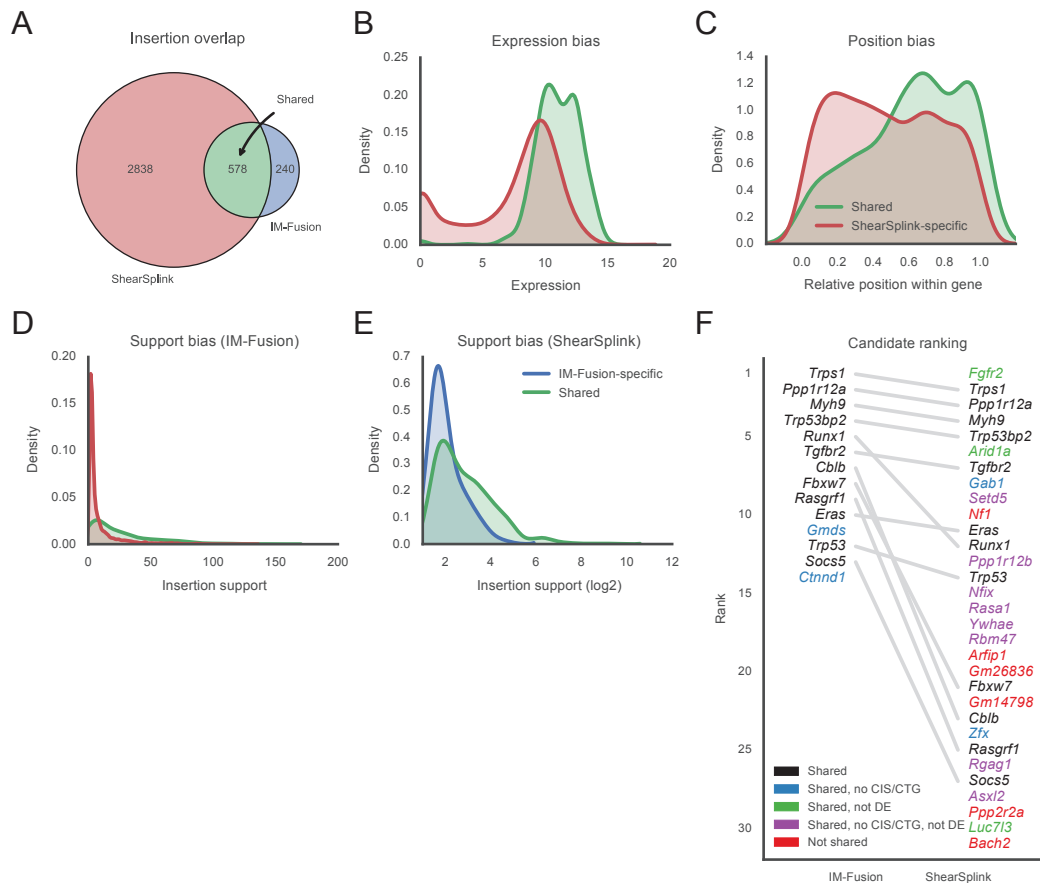 A
Insertion overlap
Shared
2838
578
240
IM-Fusion
ShearSplink
B
Expression bias
Density
0.25
0.20
0.15
0.10
0.05
0.00
0
5
10
15
20
Expression
C
Position bias
Density
1.4
1.2
1.0
0.8
0.6
0.4
0.2
0.0
Shared
ShearSplink-specific
0.0
0.2
0.4
0.6
0.8
1.0
Relative position within gene
D
Support bias (IM-Fusion)
Density
0.20
0.15
0.10
0.05
0.00
0
50
100
150
200
Insertion support
E
Support bias (ShearSplink)
Density
0.7
0.6
0.5
0.4
0.3
0.2
0.1
0.0
IM-Fusion-specific
Shared
2
4
6
8
10
12
Insertion support (log2)
F
Candidate ranking
Rank
1
5
10
15
20
25
30
Trps1
Ppp1r12a
Myh9
Trp53bp2
Runx1
Tgfbr2
Cblb
Fbxw7
Rasgrf1
Eras
Gmds
Trp53
Socs5
Ctnnd1
Fgfr2
Trps1
Ppp1r12a
Myh9
Trp53bp2
Arid1a
Tgfbr2
Gab1
Setd5
Nf1
Eras
Runx1
Ppp1r12b
Trp53
Nfix
Rasa1
Ywhae
Rbm47
Arfip1
Gm26836
Fbxw7
Gm14798
Cblb
Zfx
Rasgrf1
Rgag1
Socs5
Asxl2
Ppp2r2a
Luc7l3
Bach2
Shared
Shared, no CIS/CTG
Shared, not DE
Shared, no CIS/CTG, not DE
Not shared
IM-Fusion
ShearSplink